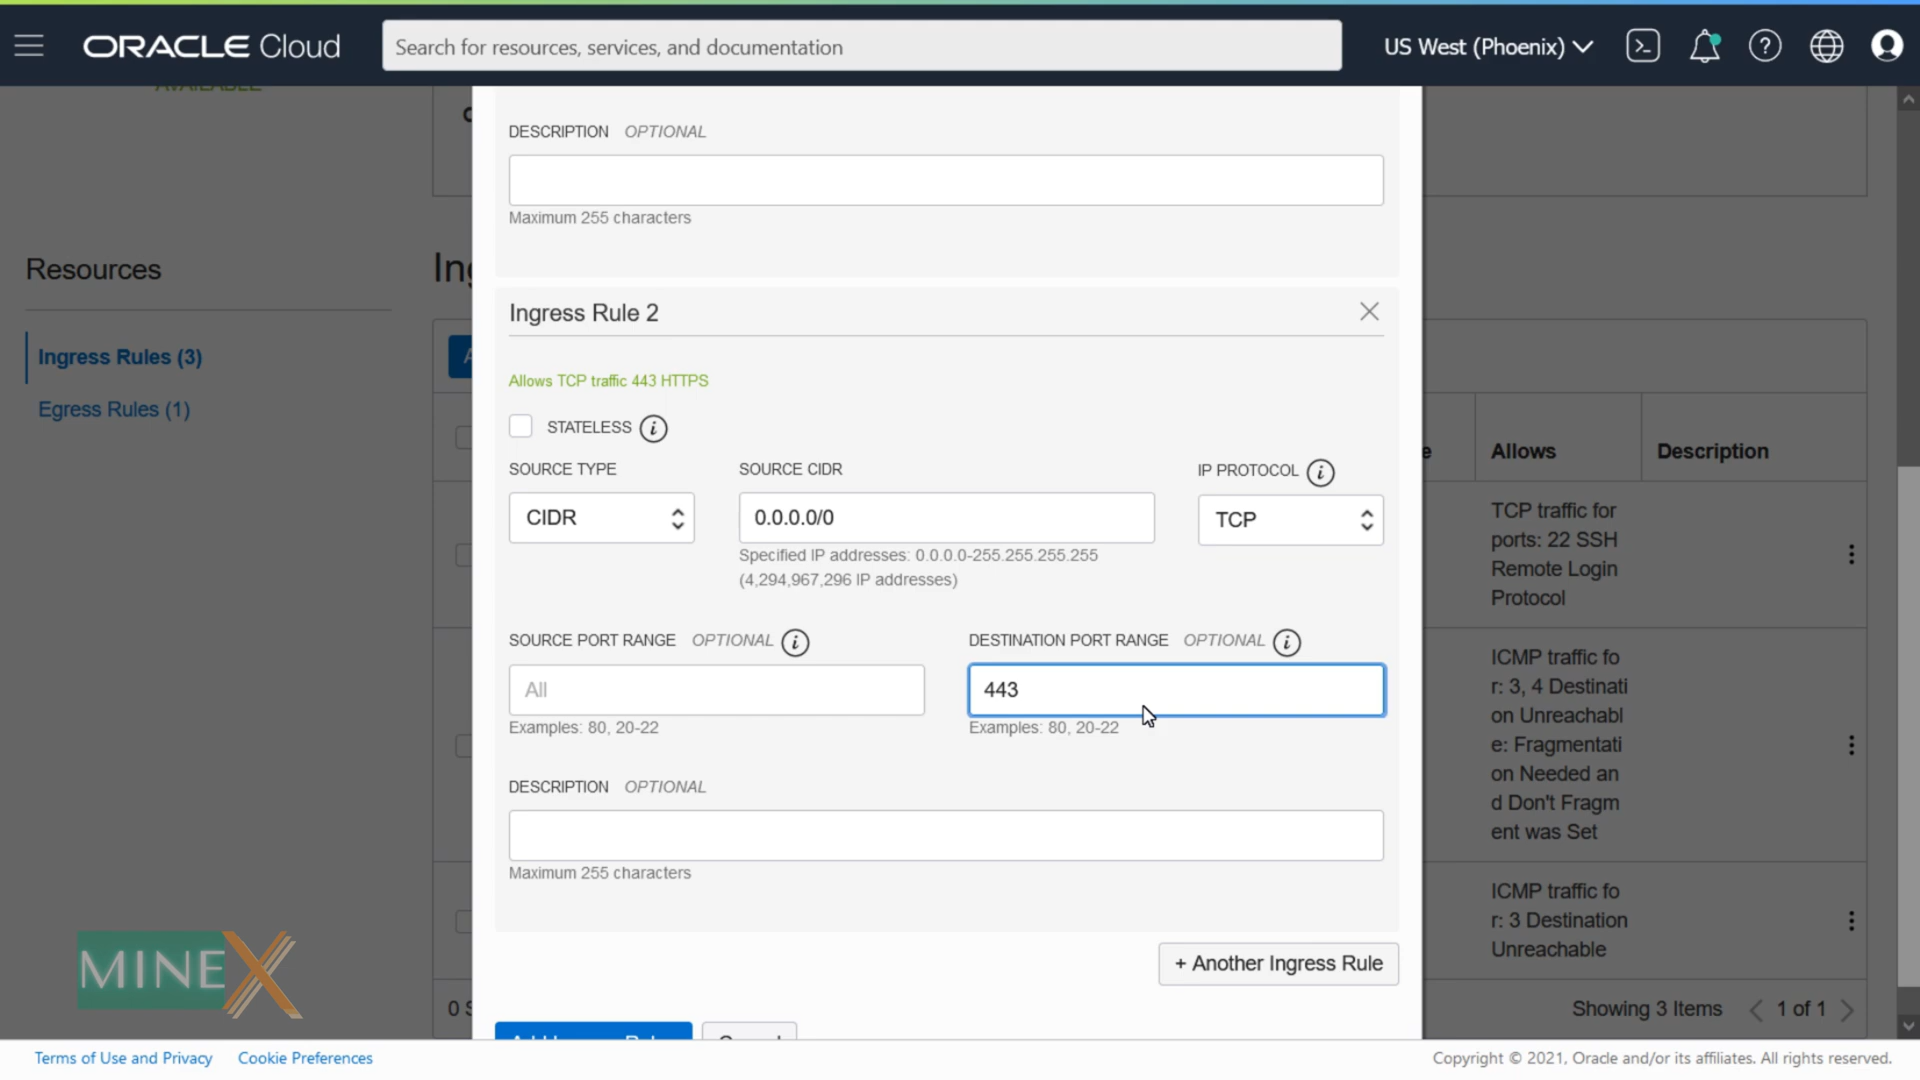 ORACLE Cloud
Search for resources, services, and documentation
US West (Phoenix)
AVAILABLE
DESCRIPTION OPTIONAL
Maximum 255 characters
Resources
Ingress Rules (3)
Egress Rules (1)
Ingress Rule 2
Allows TCP traffic 443 HTTPS
STATELESS
SOURCE TYPE
SOURCE CIDR
IP PROTOCOL
CIDR
0.0.0.0/0
TCP
Specified IP addresses: 0.0.0.0-255.255.255.255
(4,294,967,296 IP addresses)
SOURCE PORT RANGE OPTIONAL
DESTINATION PORT RANGE OPTIONAL
All
443
Examples: 80, 20-22
Examples: 80, 20-22
DESCRIPTION OPTIONAL
Maximum 255 characters
+ Another Ingress Rule
Allows
Description
TCP traffic for
ports: 22 SSH
Remote Login
Protocol
ICMP traffic fo
r: 3, 4 Destinati
on Unreachabl
e: Fragmentati
on Needed an
d Don't Fragm
ent was Set
ICMP traffic fo
r: 3 Destination
Unreachable
Showing 3 Items
1 of 1
MINEX
Terms of Use and Privacy
Cookie Preferences
Copyright © 2021, Oracle and/or its affiliates. All rights reserved.